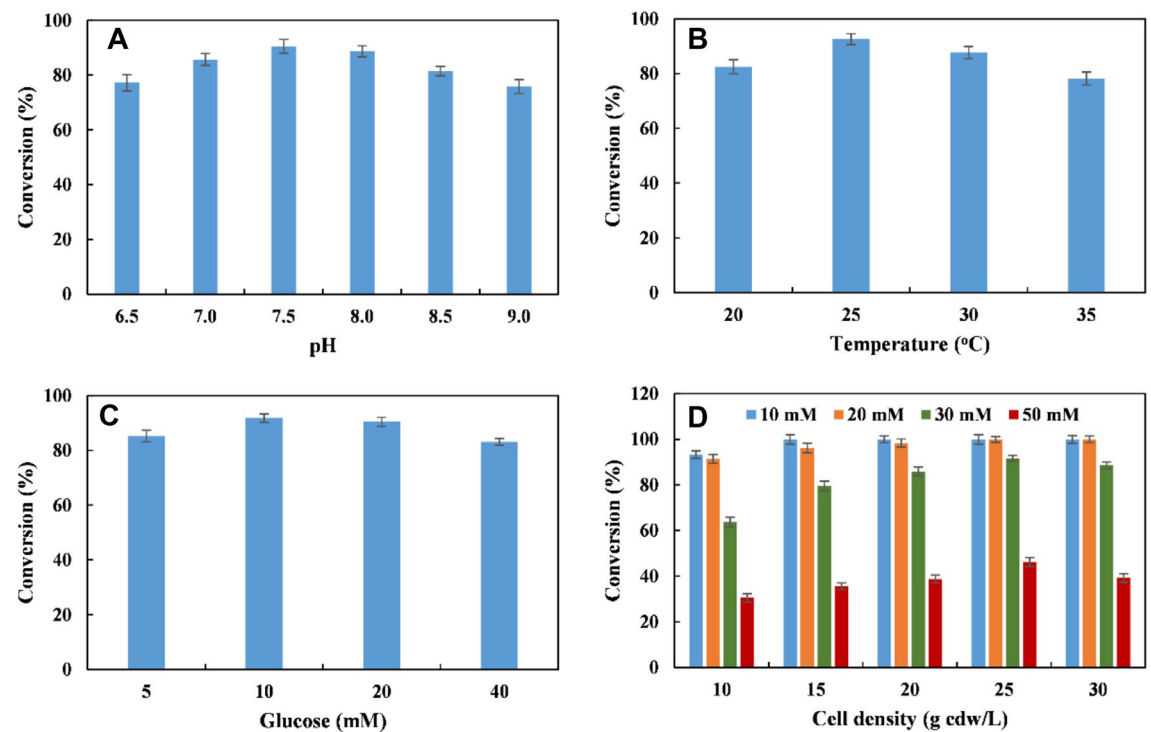 A
Conversion (%)
100
80
60
40
20
0
6.5 7.0 7.5 8.0 8.5 9.0
pH
B
Conversion (%)
100
80
60
40
20
0
20 25 30 35
Temperature (°C)
C
Conversion (%)
100
80
60
40
20
0
5 10 20 40
Glucose (mM)
D
10 mM 20 mM 30 mM 50 mM
Conversion (%)
120
100
80
60
40
20
0
10 15 20 25 30
Cell density (g cdw/L)